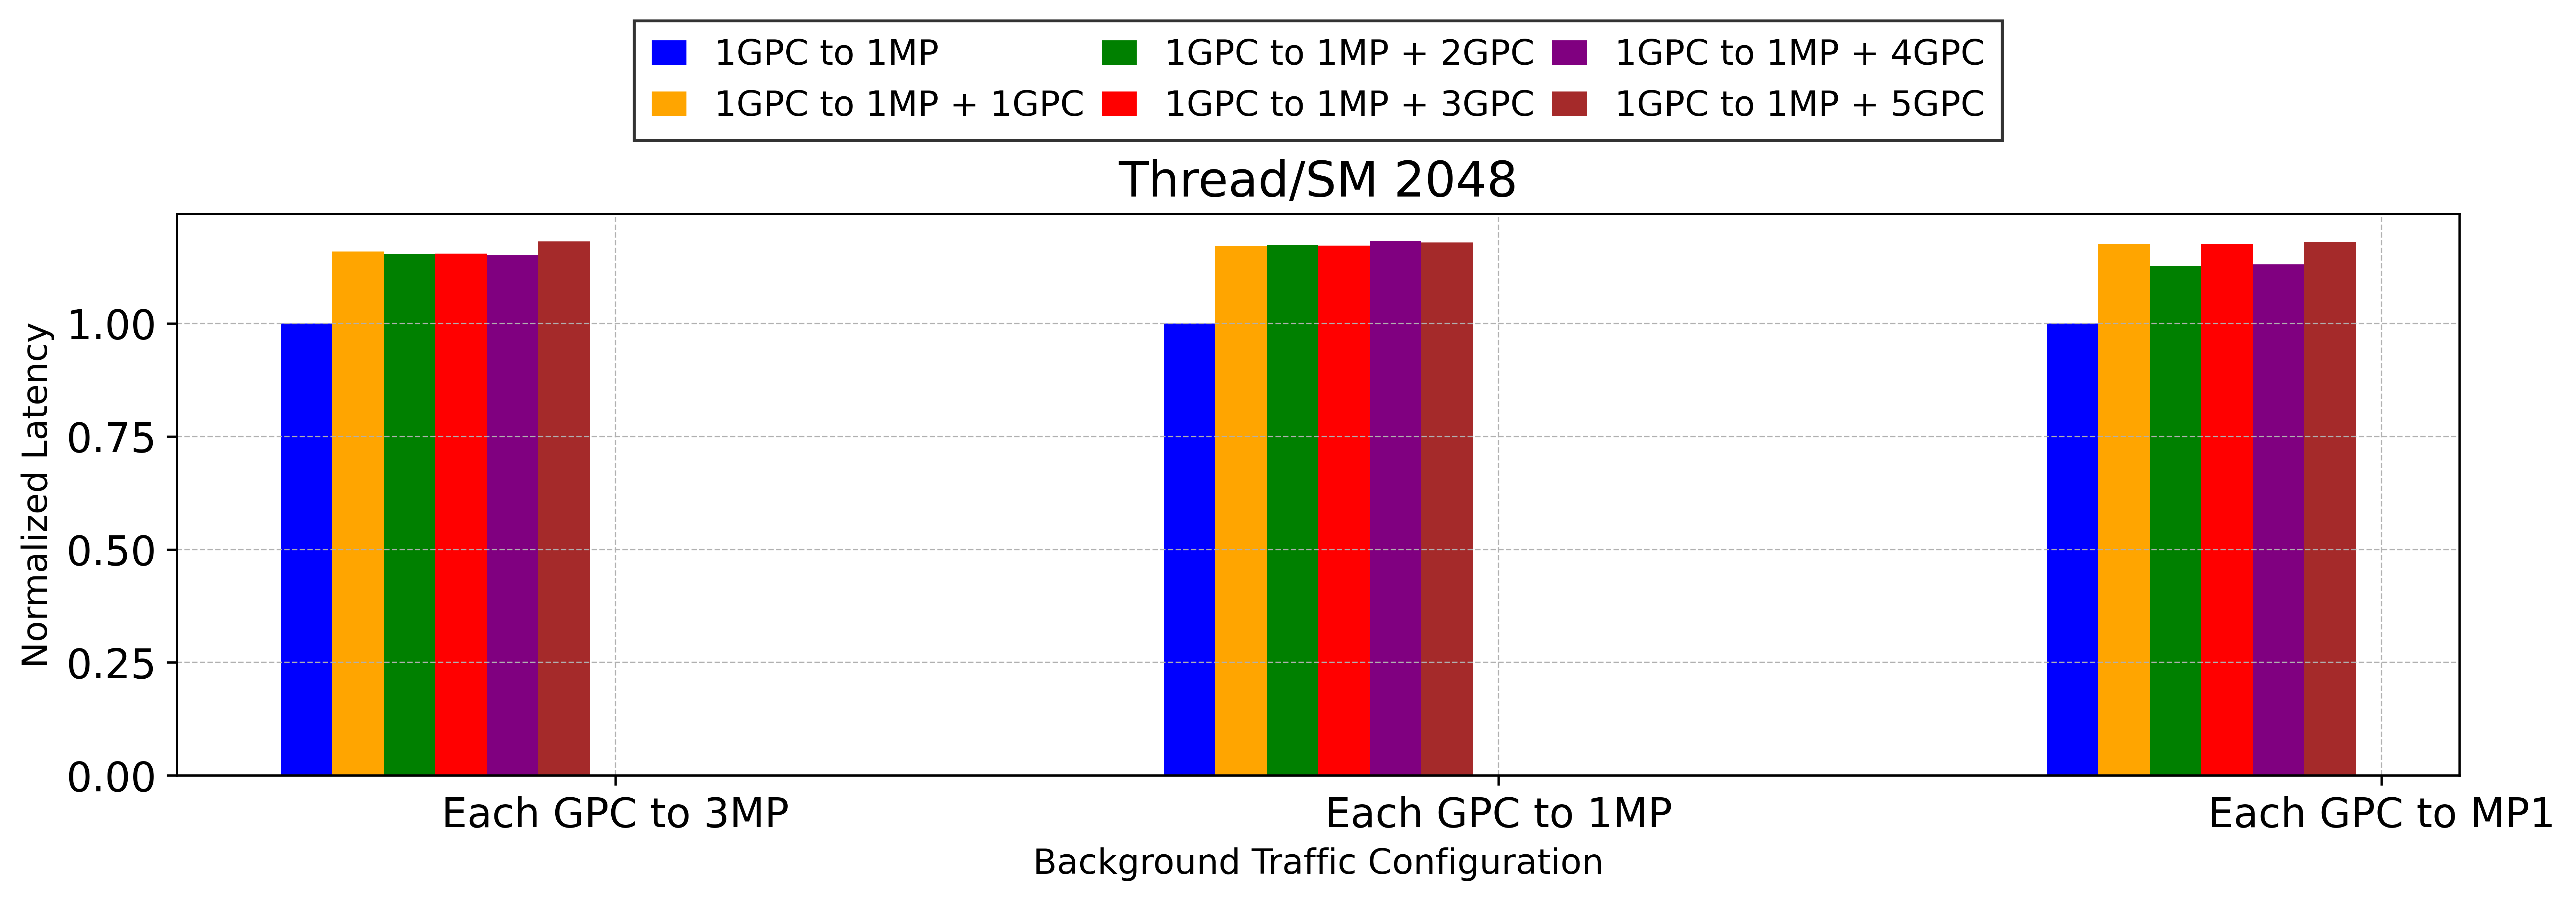 1GPC to 1MP
1GPC to 1MP + 1GPC
1GPC to 1MP + 2GPC
1GPC to 1MP + 3GPC
1GPC to 1MP + 4GPC
1GPC to 1MP + 5GPC
Thread/SM 2048
Normalized Latency
1.00
0.75
0.50
0.25
0.00
Each GPC to 3MP
Each GPC to 1MP
Each GPC to MP1
Background Traffic Configuration